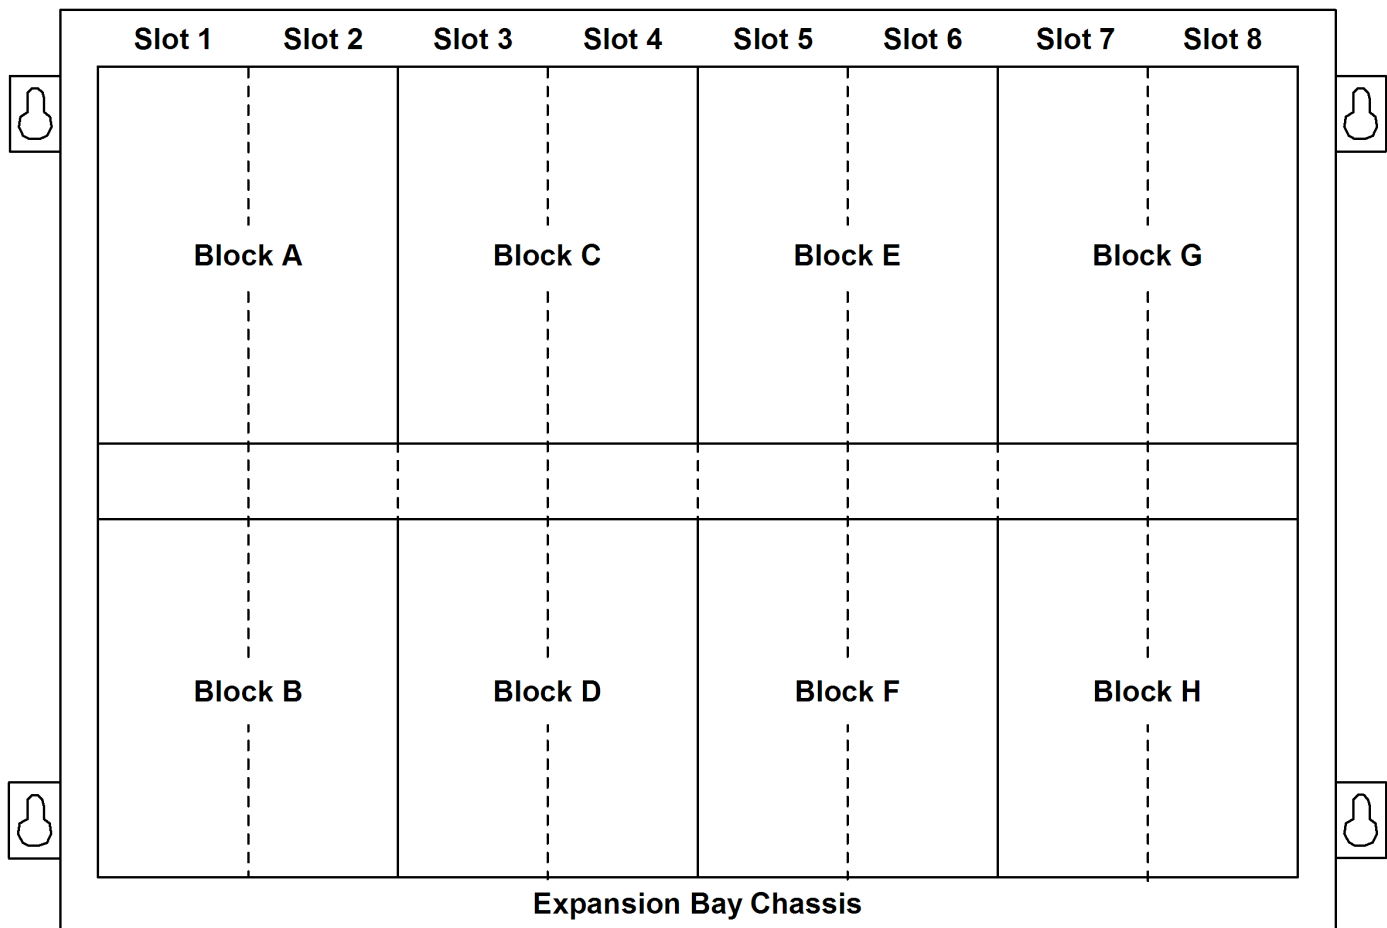 Slot 1 Slot 2 Slot 3 Slot 4 Slot 5 Slot 6 Slot 7 Slot 8
Block A Block C Block E Block G
Block B Block D Block F Block H
Expansion Bay Chassis